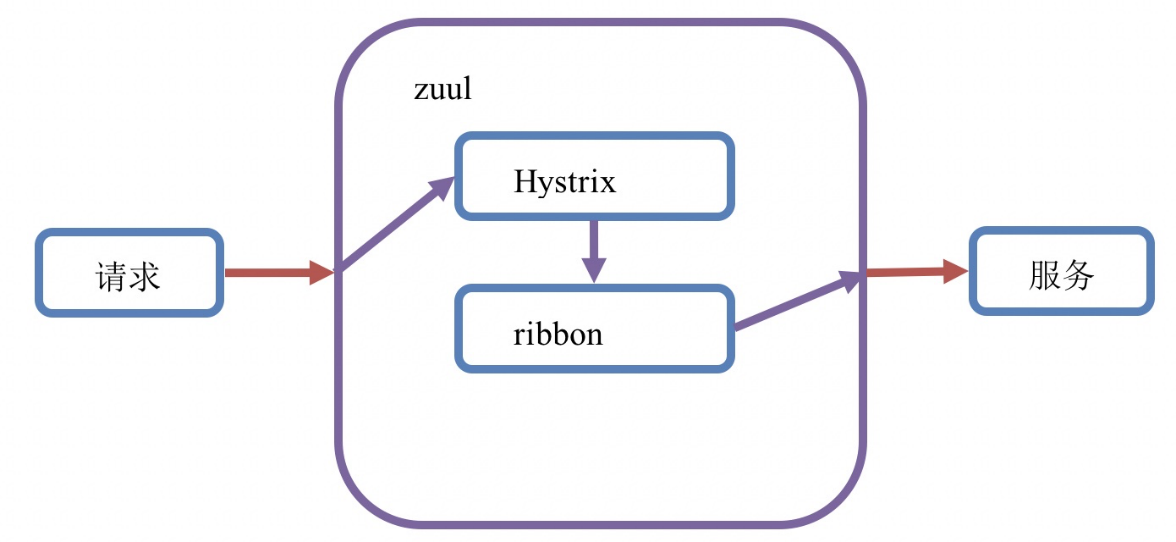 zuul
Hystrix
请求
ribbon
服务